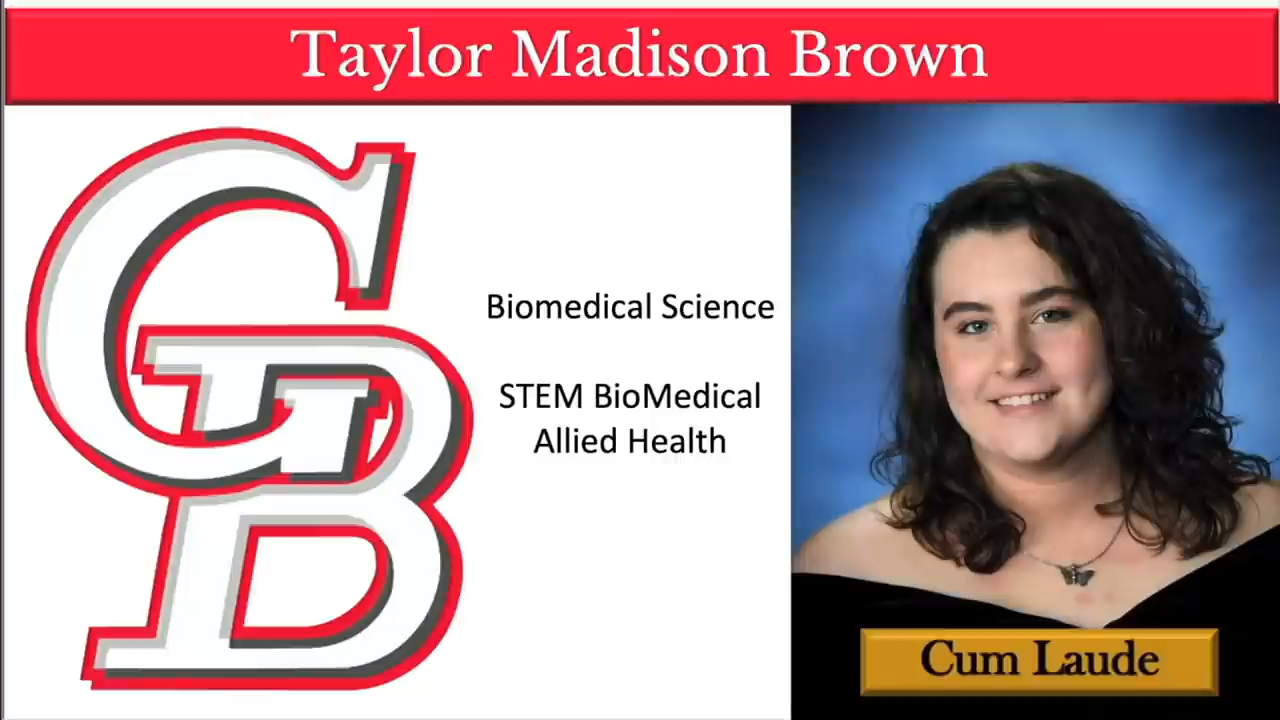 Taylor Madison Brown
GB
Biomedical Science
STEM BioMedical
Allied Health
Cum Laude